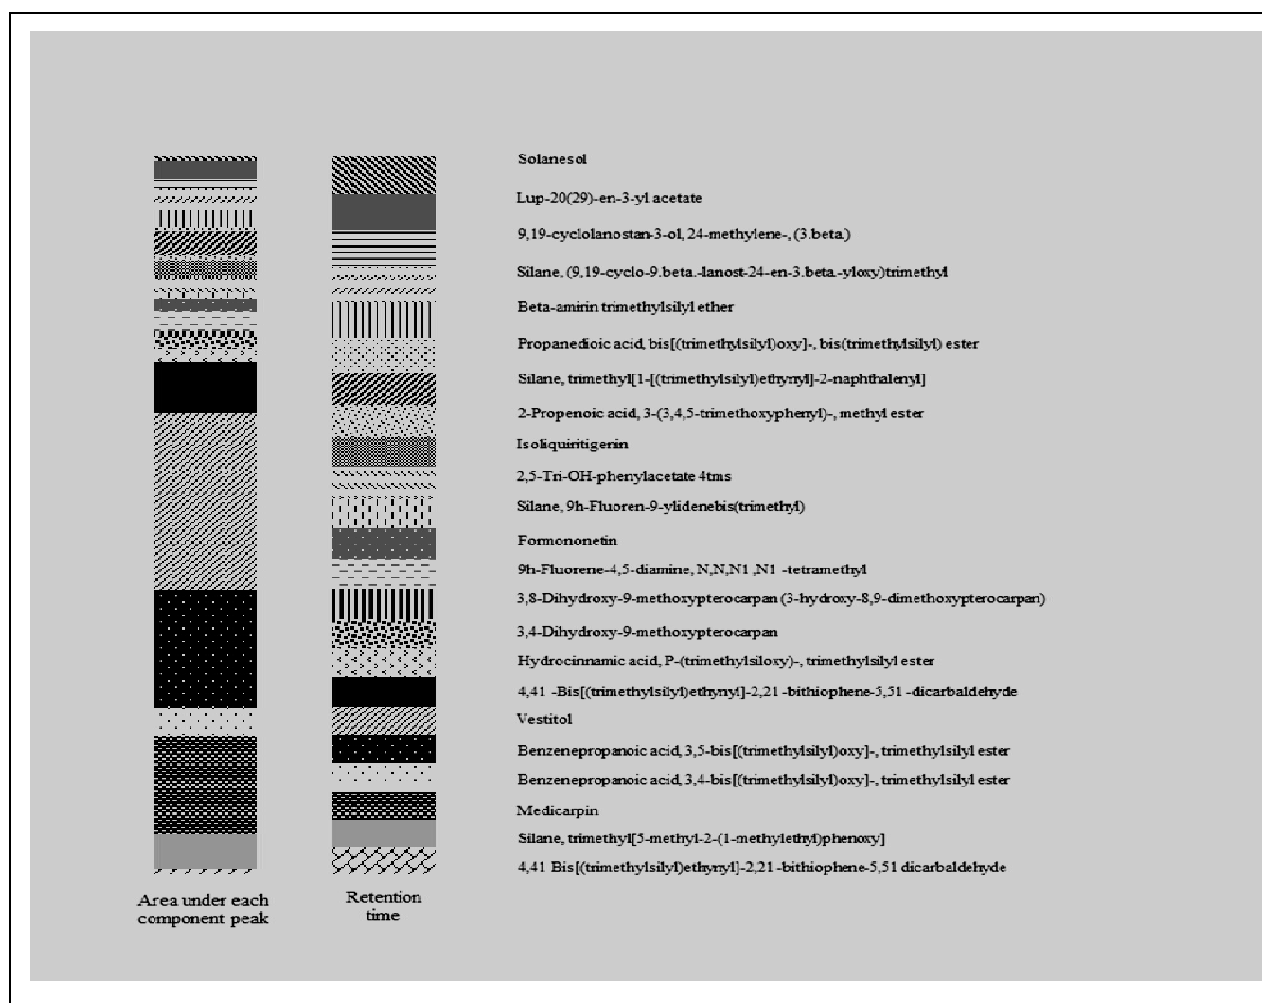 Solanesol
Lup-20(29)-en-3-yl acetate
9,19-cyclolanostan-3-ol, 24-methylene-, (3.beta.)
Silane, (9,19-cyclo-9.beta.-lanost-24-en-3.beta.-yloxy)trimethyl
Beta-amirin trimethylsilyl ether
Propanedioic acid, bis[(trimethylsilyl)oxy]-, bis(trimethylsilyl) ester
Silane, trimethyl[1-[(trimethylsilyl)ethynyl]-2-naphthalenyl]
2-Propenoic acid, 3-(3,4,5-trimethoxyphenyl)-, methyl ester
Isoliquiritigenin
2,5-Tri-OH-phenylacetate 4tms
Silane, 9h-Fluoren-9-ylidenebis(trimethyl)
Formononetin
9h-Fluorene-4,5-diamine, N,N,N1 ,N1 -tetramethyl
3,8-Dihydroxy-9-methoxypterocarpan (3-hydroxy-8,9-dimethoxypterocarpan)
3,4-Dihydroxy-9-methoxypterocarpan
Hydrocinnamic acid, P-(trimethylsiloxy)-, trimethylsilyl ester
4,41 -Bis[(trimethylsilyl)ethynyl]-2,21 -bithiophene-5,51 -dicarbaldehyde
Vestitol
Benzenepropanoic acid, 3,5-bis[(trimethylsilyl)oxy]-, trimethylsilyl ester
Benzenepropanoic acid, 3,4-bis[(trimethylsilyl)oxy]-, trimethylsilyl ester
Medicarpin
Silane, trimethyl[5-methyl-2-(1-methylethyl)phenoxy]
4,41 Bis[(trimethylsilyl)ethynyl]-2,21 -bithiophene-5,51 dicarbaldehyde
Area under each
component peak
Retention
time